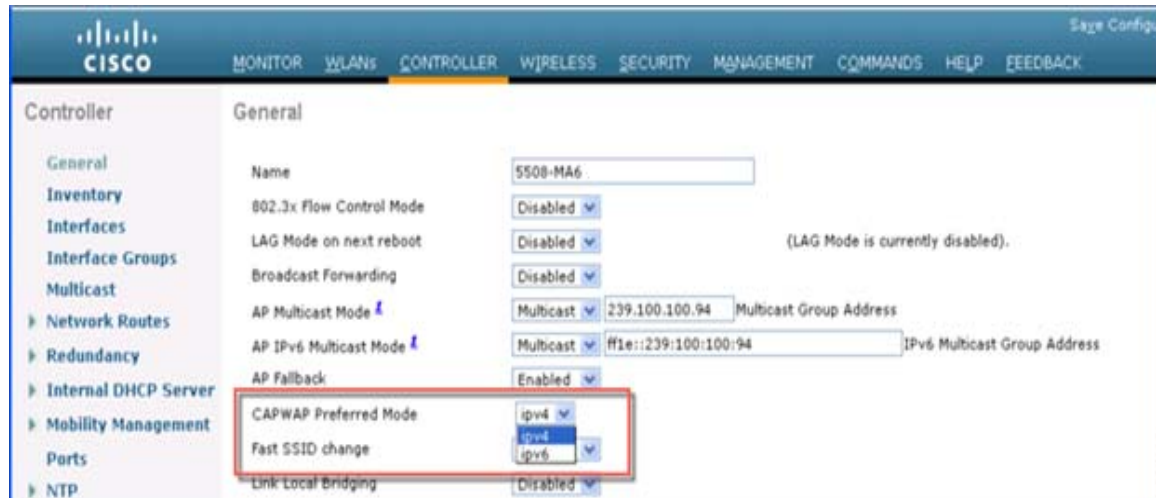 Save Configu
CISCO
MONITOR WLANs CONTROLLER WIRELESS SECURITY MANAGEMENT COMMANDS HELP FEEDBACK
Controller
General
Inventory
Interfaces
Interface Groups
Multicast
Network Routes
Redundancy
Internal DHCP Server
Mobility Management
Ports
NTP
General
Name 5508-MA6
802.3x Flow Control Mode Disabled
LAG Mode on next reboot Disabled (LAG Mode is currently disabled).
Broadcast Forwarding Disabled
AP Multicast Mode 1 Multicast 239.100.100.94 Multicast Group Address
AP IPv6 Multicast Mode 1 Multicast ff1e::239:100:100:94 IPv6 Multicast Group Address
AP Fallback Enabled
CAPWAP Preferred Mode ipv4
ipv4
Fast SSID change ipv6
Link Local Bridging Disabled